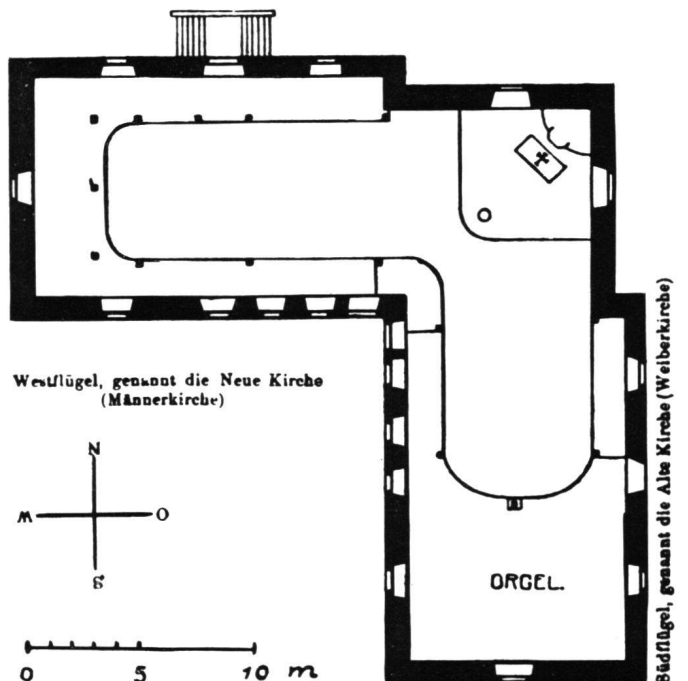 Westflügel, genannt die Neue Kirche
(Männerkirche)
N
W O
S
0 5 10 m
ORGEL.
Südflügel, genannt die Alte Kirche (Weiberkirche)